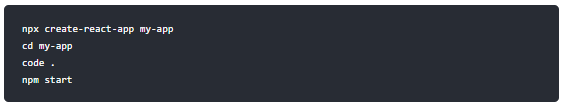 npx create-react-app my-app
cd my-app
code .
npm start